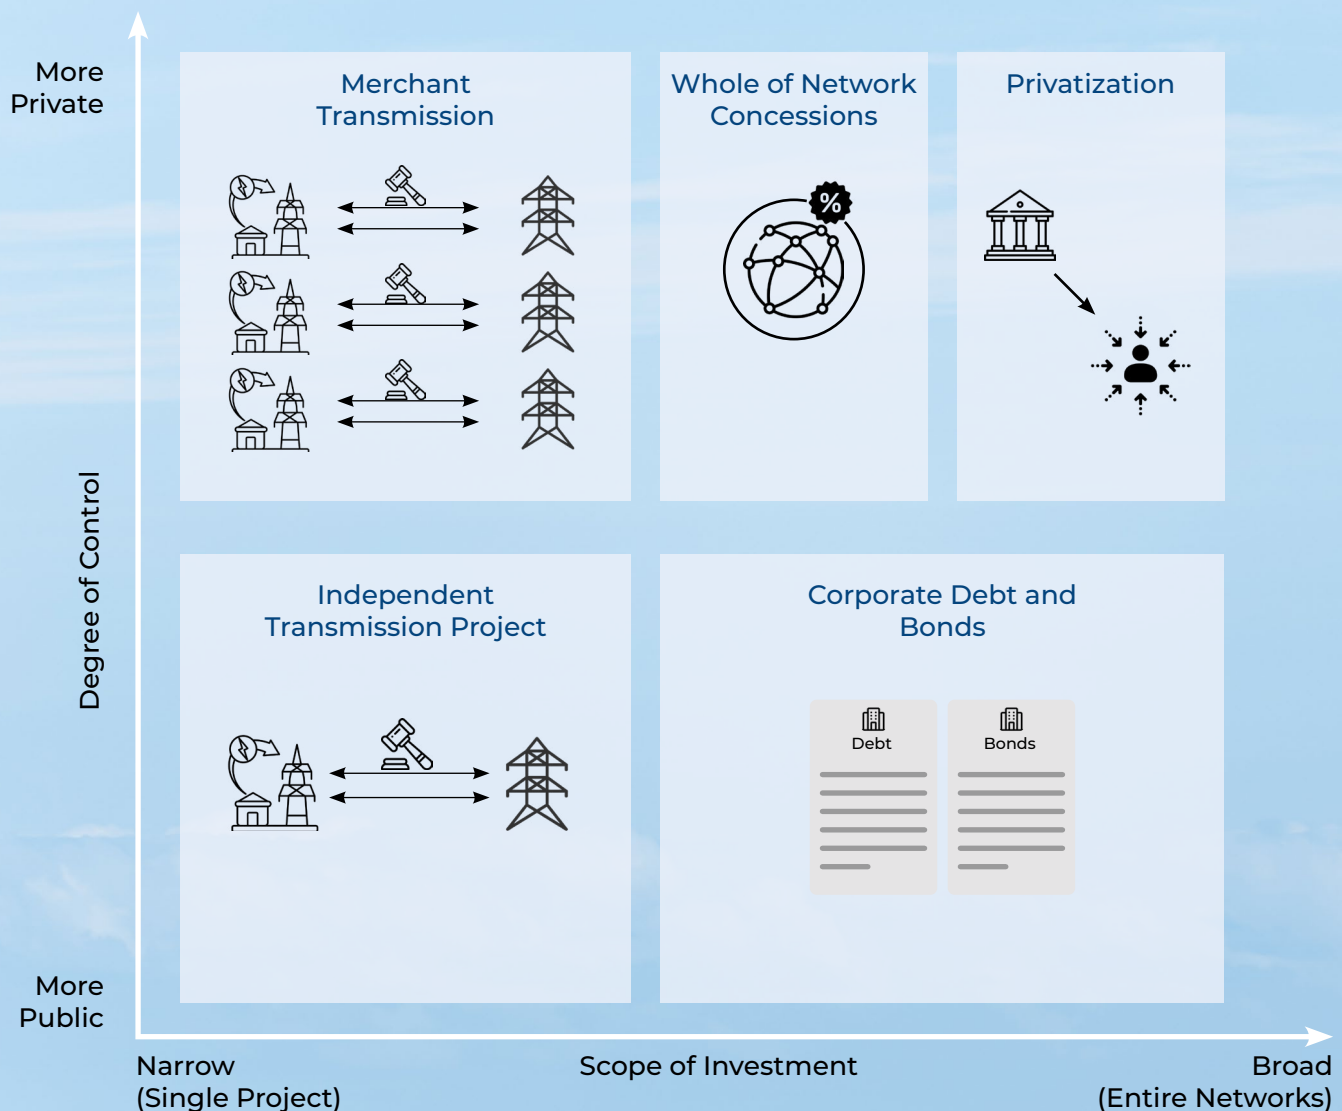 More
Private
Merchant
Transmission
Whole of Network
Concessions
%
Privatization
Degree of Control
Independent
Transmission Project
Corporate Debt and
Bonds
Debt
Bonds
More
Public
Narrow
(Single Project)
Scope of Investment
Broad
(Entire Networks)